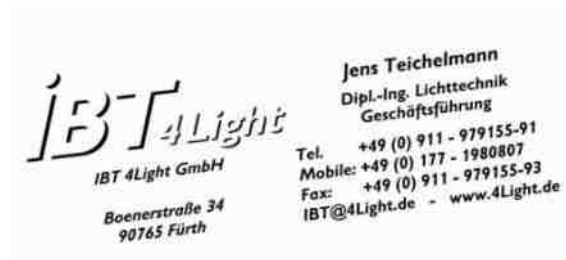 iBT 4Light
IBT 4Light GmbH
Boenerstraße 34
90765 Fürth
Jens Teichelmann
Dipl.-Ing. Lichttechnik
Geschäftsführung
Tel. +49 (0) 911 - 979155-91
Mobile: +49 (0) 177 - 1980807
Fax: +49 (0) 911 - 979155-93
IBT@4Light.de - www.4Light.de